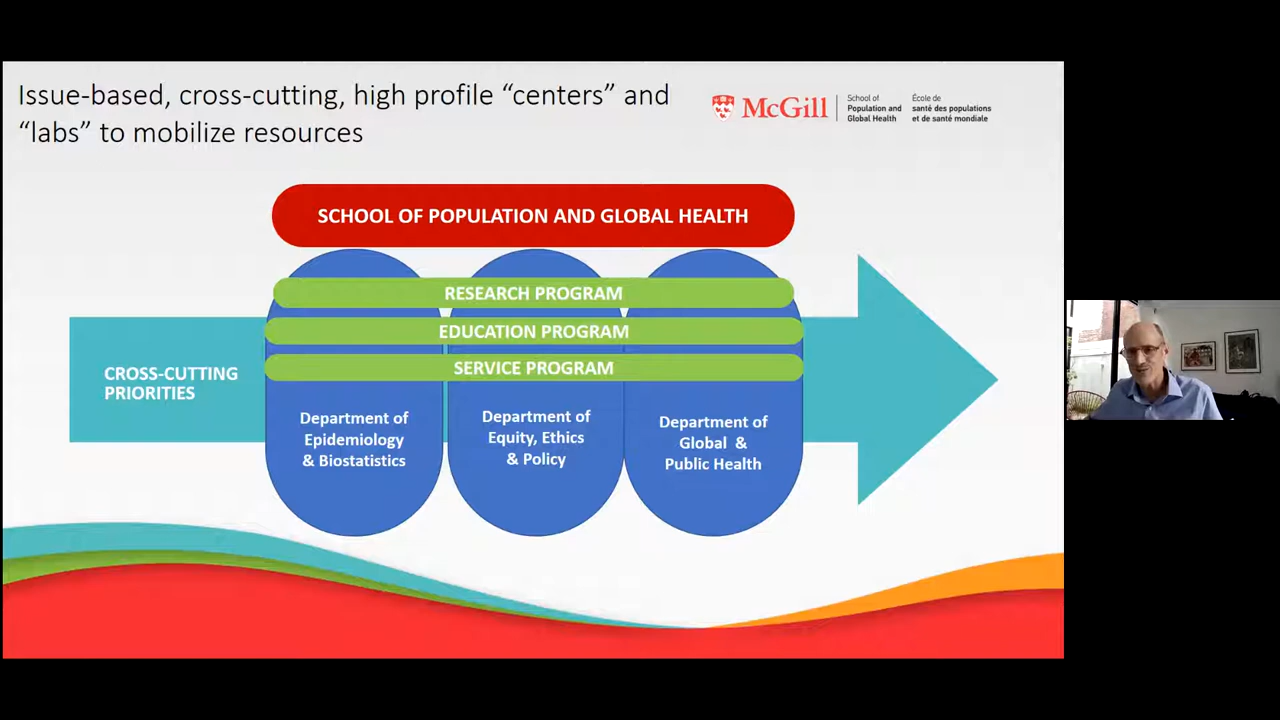 Issue-based, cross-cutting, high profile “centers” and
“labs” to mobilize resources
McGill
School of
Population and
Global Health
École de
santé des populations
et de santé mondiale
SCHOOL OF POPULATION AND GLOBAL HEALTH
RESEARCH PROGRAM
EDUCATION PROGRAM
SERVICE PROGRAM
CROSS-CUTTING
PRIORITIES
Department of
Epidemiology
& Biostatistics
Department of
Equity, Ethics
& Policy
Department of
Global &
Public Health